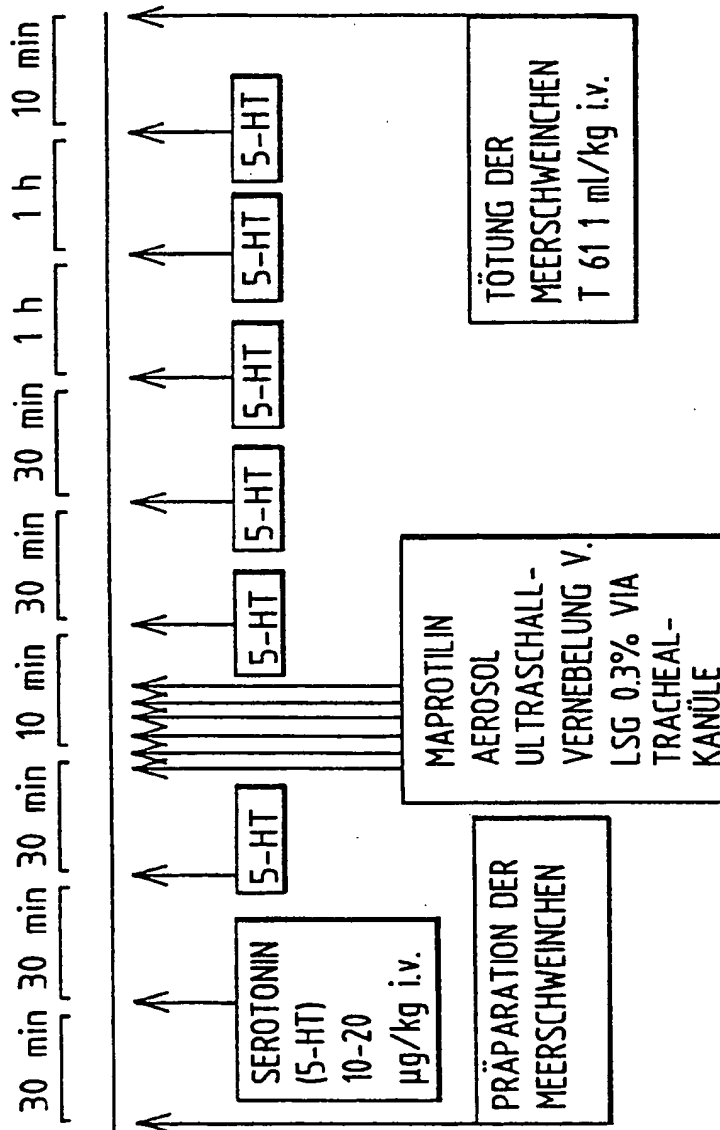 30 min
30 min
30 min
10 min
30 min
30 min
1 h
1 h
10 min
SEROTONIN
(5-HT)
10-20
µg/kg i.v.
5-HT
5-HT
5-HT
5-HT
5-HT
5-HT
PRÄPARATION DER
MEERSCHWEINCHEN
MAPROTILIN
AEROSOL
ULTRASCHALL-
VERNEBELUNG V.
LSG 0.3% VIA
TRACHEAL-
KANÜLE
TÖTUNG DER
MEERSCHWEINCHEN
T 61 1 ml/kg i.v.